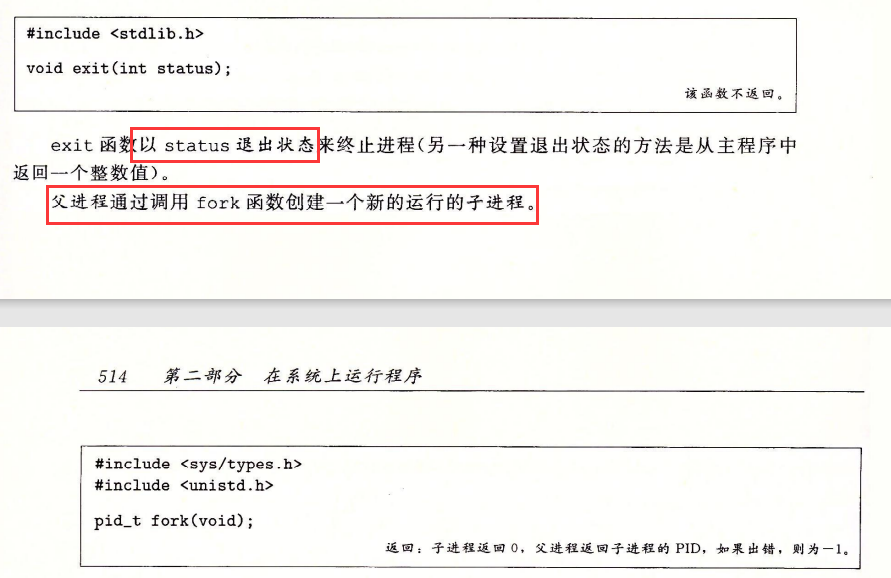 #include <stdlib.h>
void exit(int status);
该函数不返回。
exit 函数以 status 退出状态来终止进程(另一种设置退出状态的方法是从主程序中
返回一个整数值)。
父进程通过调用 fork 函数创建一个新的运行的子进程。
514 第二部分 在系统上运行程序
#include <sys/types.h>
#include <unistd.h>
pid_t fork(void);
返回：子进程返回 0，父进程返回子进程的 PID，如果出错，则为－1。